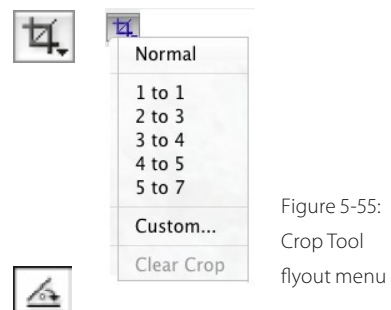 Normal
1 to 1
2 to 3
3 to 4
4 to 5
5 to 7
Custom...
Clear Crop
Figure 5-55:
Crop Tool
flyout menu